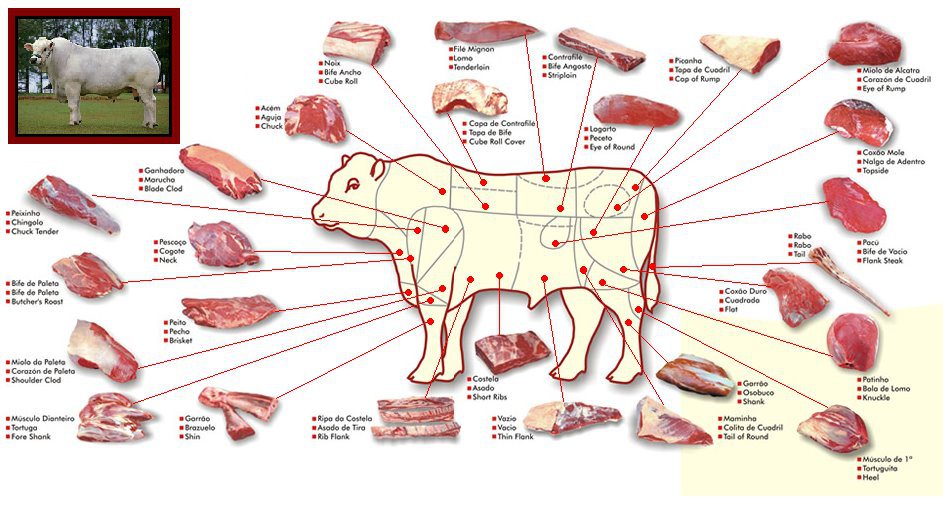 Noix
Bife Ancho
Cube Roll
Filé Mignon
Lomo
Tenderloin
Contrafilé
Bife Angosto
Striploin
Picanha
Tapa de Cuadril
Cap of Rump
Miolo de Alcatra
Corazón de Cuadril
Eye of Rump
Acém
Aguja
Chuck
Capa de Contrafilé
Tapa de Bife
Cube Roll Cover
Lagarto
Peceto
Eye of Round
Coxão Mole
Nalga de Adentro
Topside
Ganhadora
Marucha
Blade Clod
Peixinho
Chingolo
Chuck Tender
Pescoço
Cogote
Neck
Pacú
Bife de Vacio
Flank Steak
Rabo
Rabo
Tail
Bife de Paleta
Bife de Paleta
Butcher's Roast
Coxão Duro
Cuadrada
Flat
Peito
Pecho
Brisket
Miolo da Paleta
Corazón de Paleta
Shoulder Clod
Costela
Asado
Short Ribs
Garrão
Osobuco
Shank
Patinho
Bola de Lomo
Knuckle
Músculo Dianteiro
Tortuga
Fore Shank
Garrão
Brazuelo
Shin
Ripa da Costela
Asado de Tira
Rib Flank
Vazio
Vacio
Thin Flank
Maminha
Colita de Cuadril
Tail of Round
Músculo de 1ª
Tortuguita
Heel